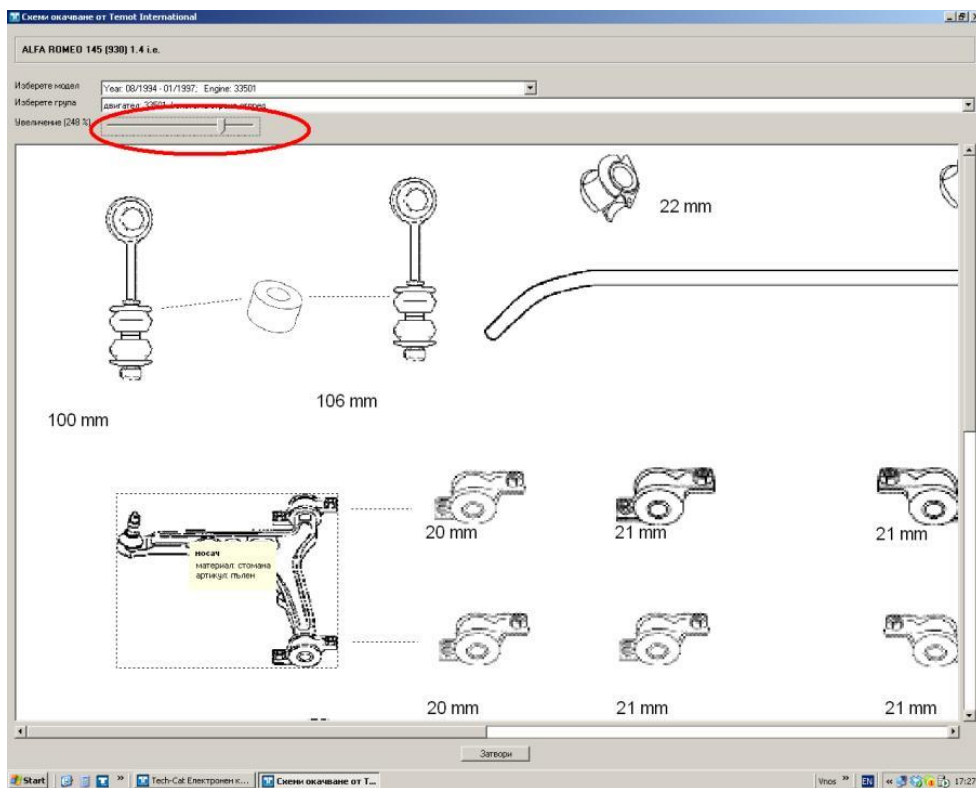 Схеми окачване от Temot International
ALFA ROMEO 145 (930) 1.4 i.e.
Изберете модел
Year: 08/1994 - 01/1997; Engine: 33501
Изберете група
двигател: 33501
Увеличение (248 %)
22 mm
106 mm
100 mm
20 mm
21 mm
21 mm
носач
материал: стомана
артикул: пълен
20 mm
21 mm
21 mm
Затвори
Start
Tech-Cat Електронен к...
Схеми окачване от Т...
Vnos
EN
17:27